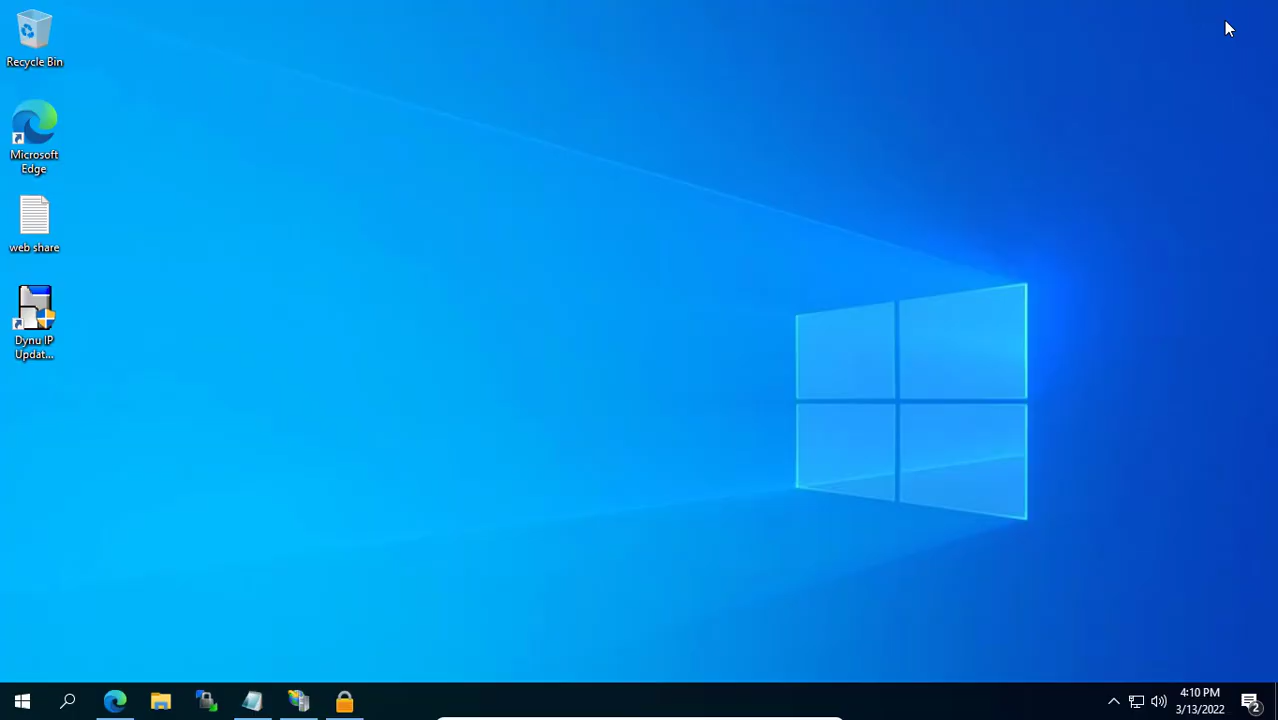 Recycle Bin
Microsoft
Edge
web share
Dynu IP
Updat...
4:10 PM
3/13/2022
2